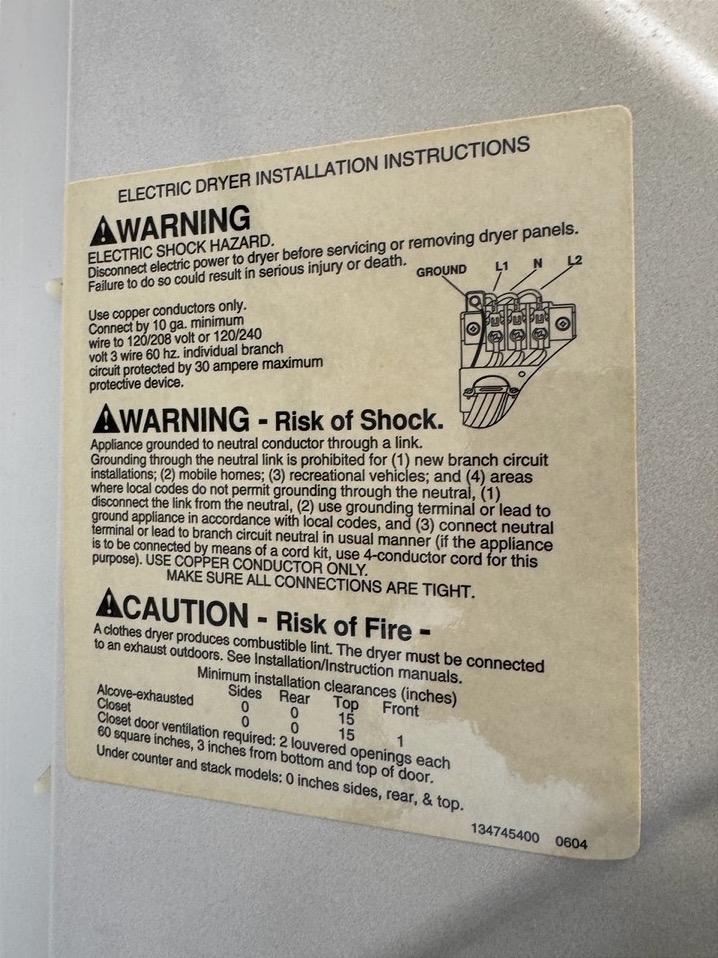 ELECTRIC DRYER INSTALLATION INSTRUCTIONS
WARNING
ELECTRIC SHOCK HAZARD.
Disconnect electric power to dryer before servicing or removing dryer panels.
Failure to do so could result in serious injury or death.
GROUND L1 N L2
Use copper conductors only.
Connect by 10 ga. minimum
wire to 120/208 volt or 120/240
volt 3 wire 60 hz. individual branch
circuit protected by 30 ampere maximum
protective device.
WARNING - Risk of Shock.
Appliance grounded to neutral conductor through a link.
Grounding through the neutral link is prohibited for (1) new branch circuit
installations; (2) mobile homes; (3) recreational vehicles; and (4) areas
where local codes do not permit grounding through the neutral, (1)
disconnect the link from the neutral, (2) use grounding terminal or lead to
ground appliance in accordance with local codes, and (3) connect neutral
terminal or lead to branch circuit neutral in usual manner (if the appliance
is to be connected by means of a cord kit, use 4-conductor cord for this
purpose). USE COPPER CONDUCTOR ONLY.
MAKE SURE ALL CONNECTIONS ARE TIGHT.
CAUTION - Risk of Fire -
A clothes dryer produces combustible lint. The dryer must be connected
to an exhaust outdoors. See Installation/Instruction manuals.
Minimum installation clearances (inches)
Sides Rear Top Front
Alcove-exhausted 0 0 15
Closet 0 0 15 1
Closet door ventilation required: 2 louvered openings each
60 square inches, 3 inches from bottom and top of door.
Under counter and stack models: 0 inches sides, rear, & top.
134745400 0604